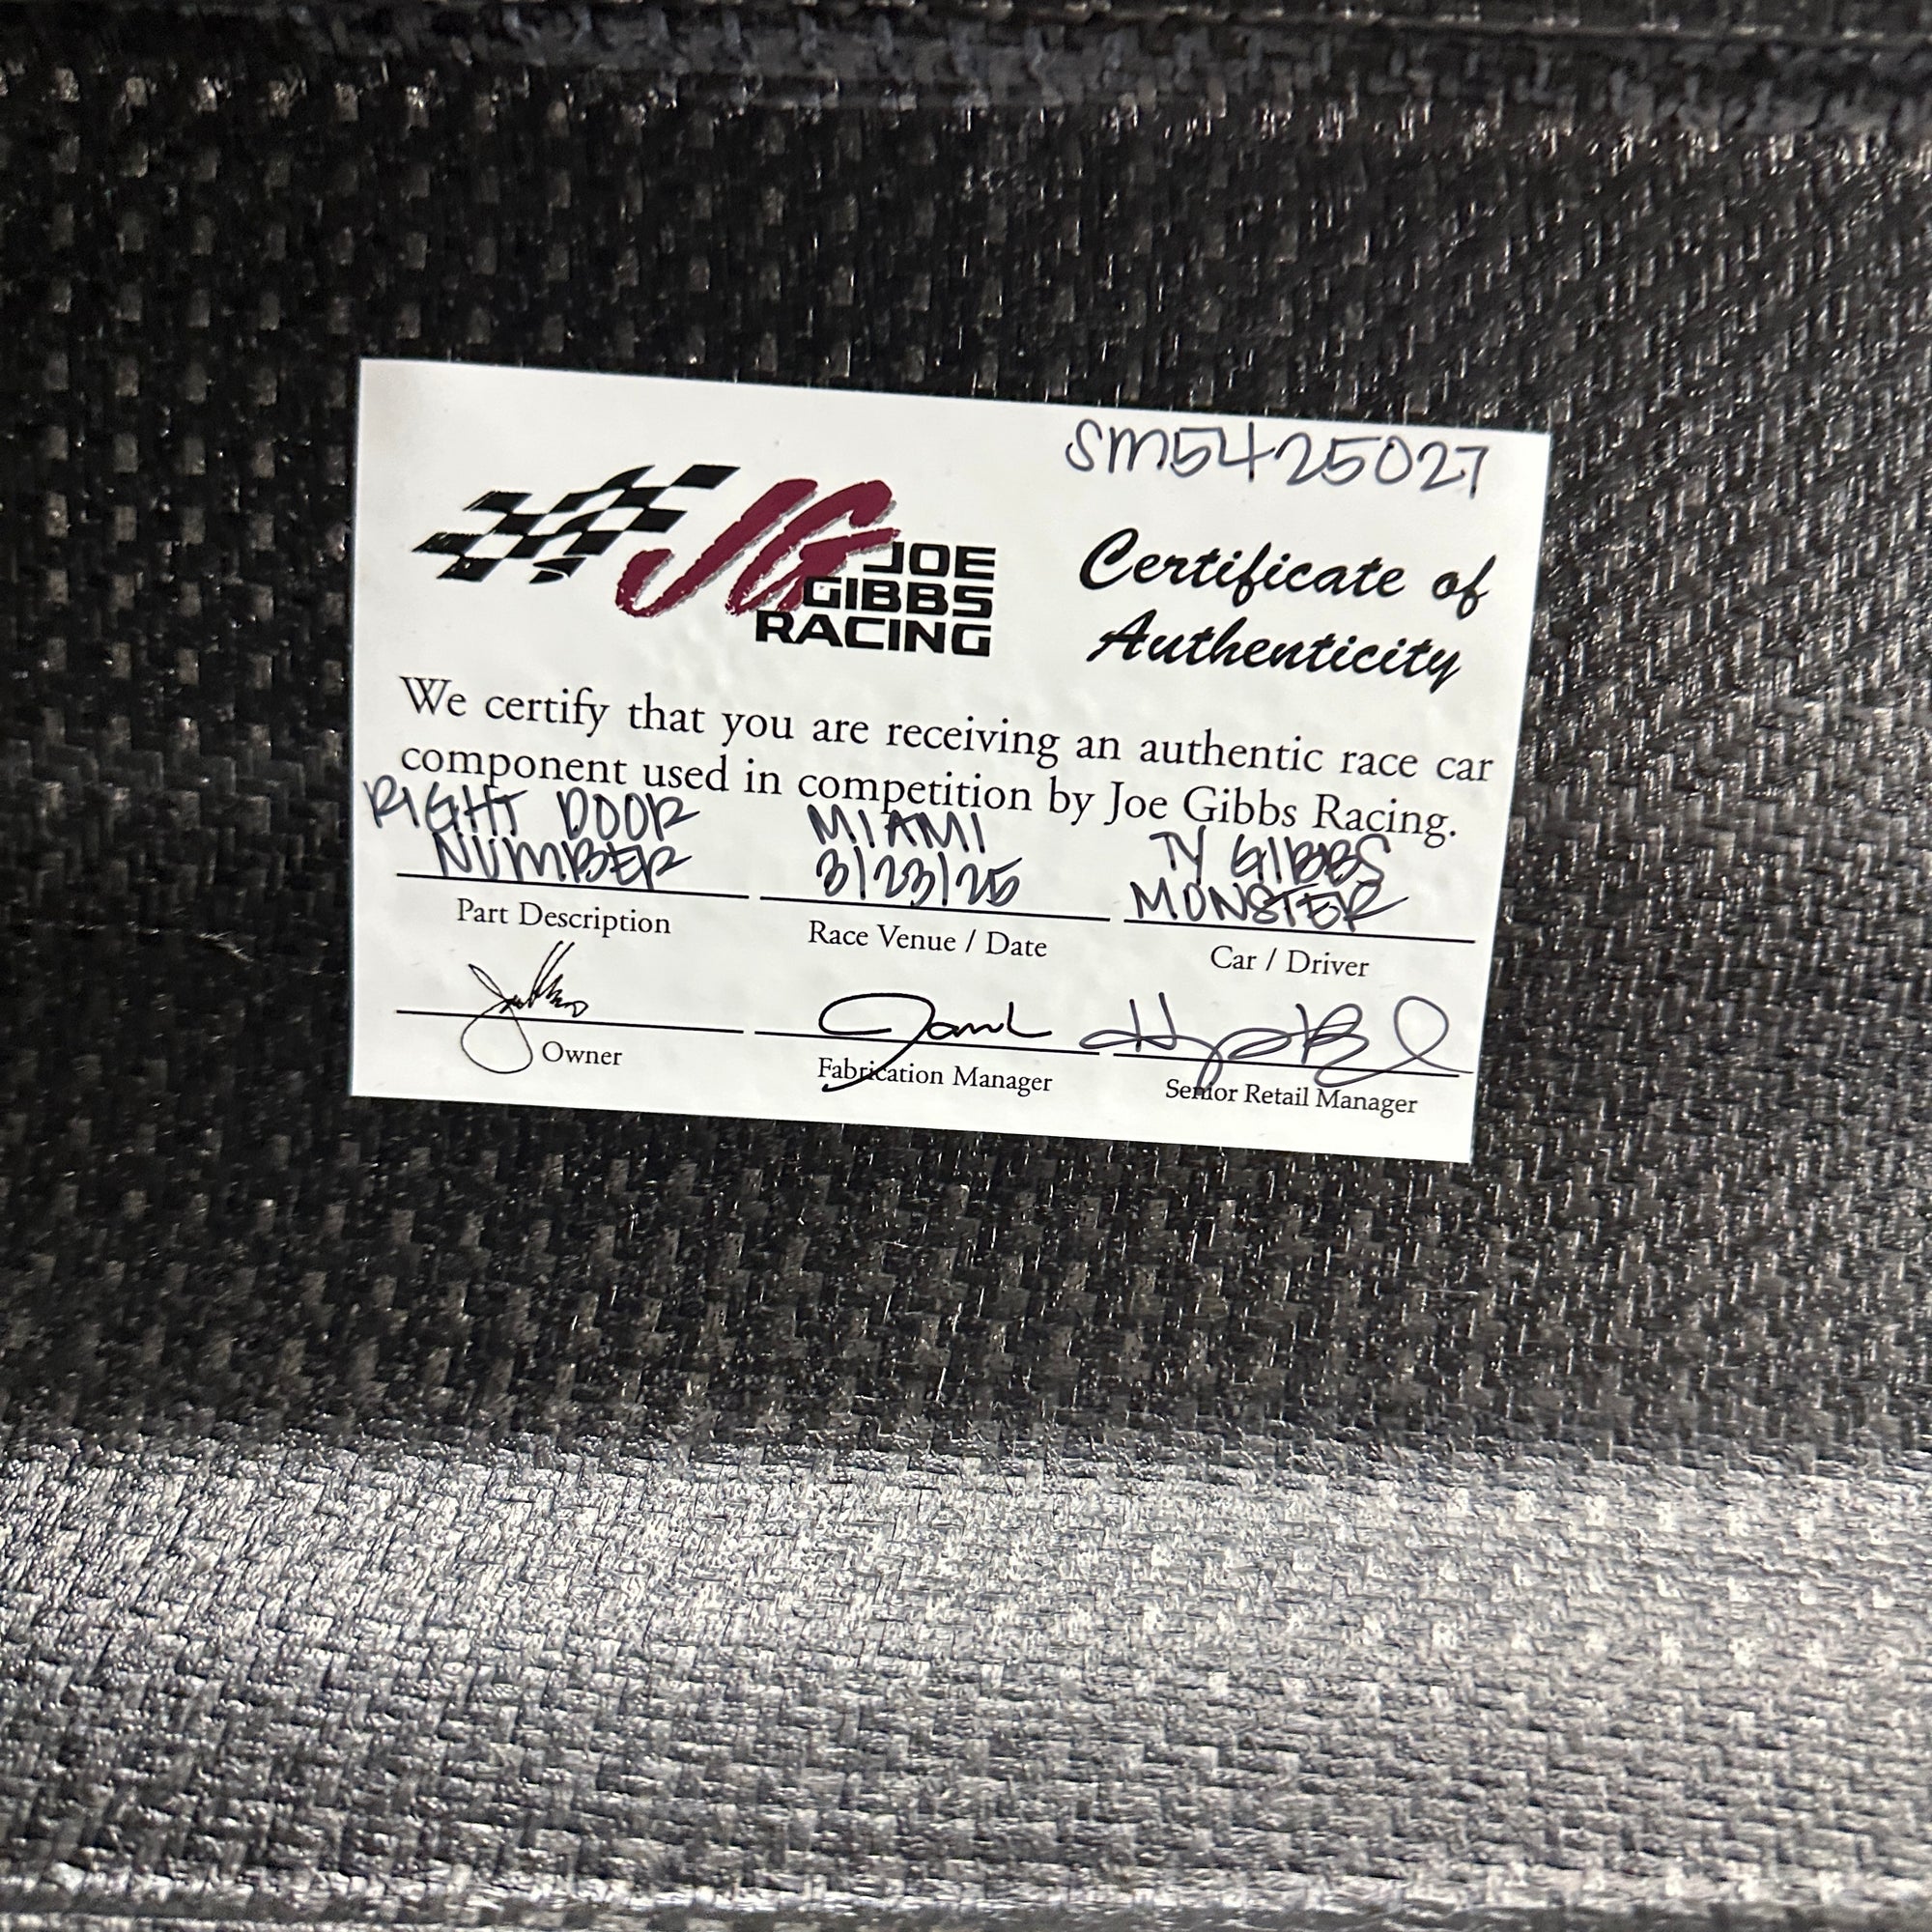 SM5425027
JG JOE
GIBBS
RACING
Certificate of
Authenticity
We certify that you are receiving an authentic race car
component used in competition by Joe Gibbs Racing.
RIGHT DOOR
NUMBER
Part Description
MIAMI
3/23/25
Race Venue / Date
TY GIBBS
MONSTER
Car / Driver
Owner
Fabrication Manager
Senior Retail Manager